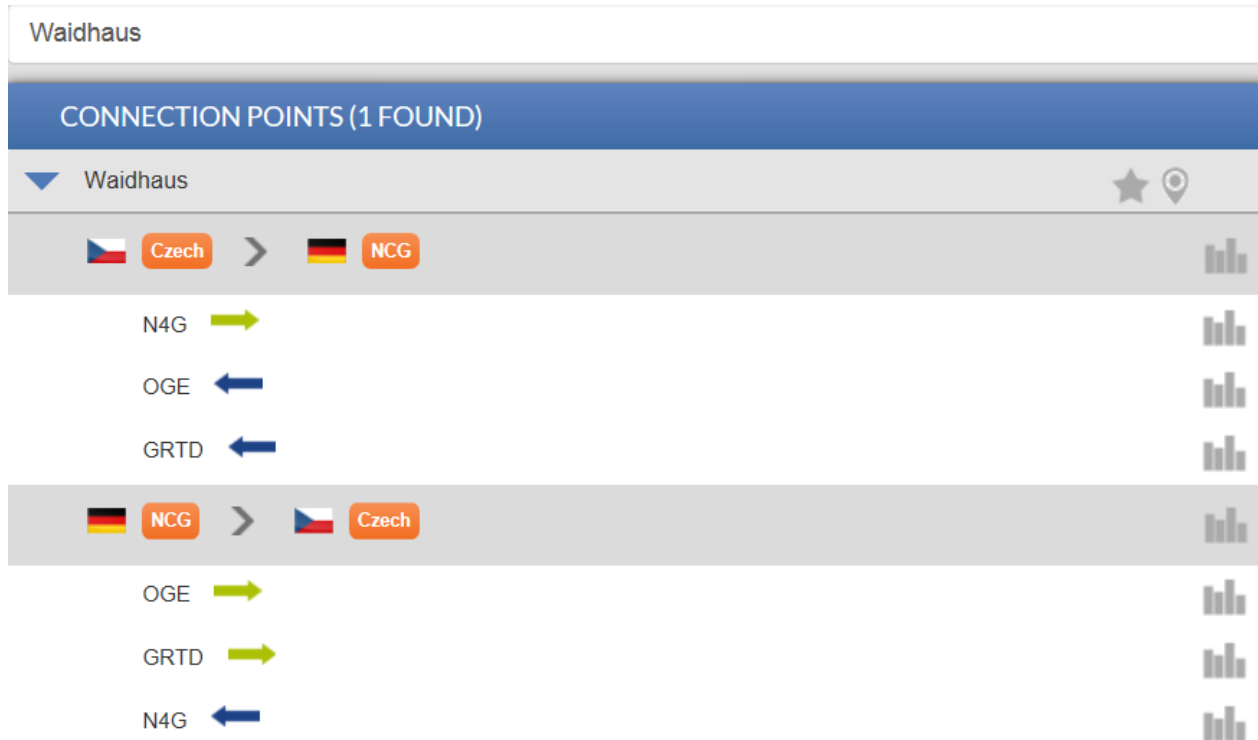 Waidhaus
CONNECTION POINTS (1 FOUND)
Waidhaus
Czech NCG
N4G
OGE
GRTD
NCG Czech
OGE
GRTD
N4G